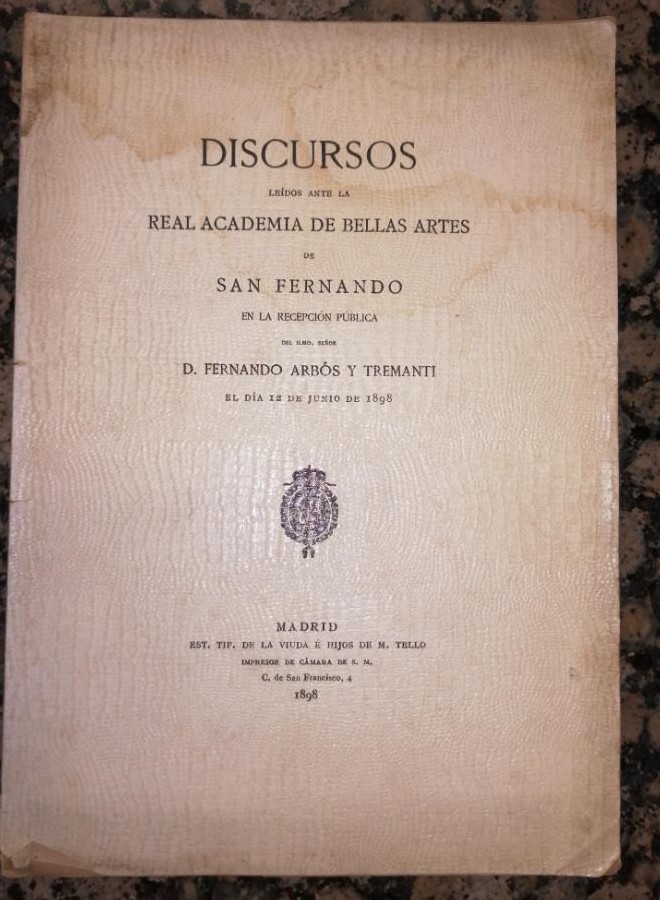 DISCURSOS
LEÍDOS ANTE LA
REAL ACADEMIA DE BELLAS ARTES
DE
SAN FERNANDO
EN LA RECEPCIÓN PÚBLICA
DEL ILMO. SEÑOR
D. FERNANDO ARBÓS Y TREMANTI
EL DÍA 12 DE JUNIO DE 1898
MADRID
EST. TIP. DE LA VIUDA É HIJOS DE M. TELLO
IMPRESOR DE CÁMARA DE S. M.
C. de San Francisco, 4
1898